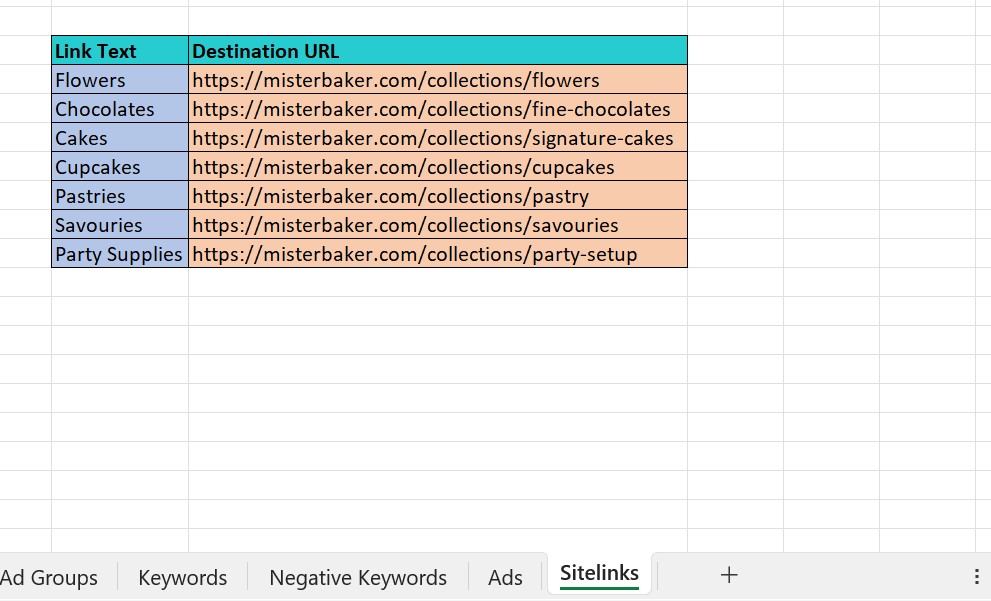 Link Text Destination URL
Flowers https://misterbaker.com/collections/flowers
Chocolates https://misterbaker.com/collections/fine-chocolates
Cakes https://misterbaker.com/collections/signature-cakes
Cupcakes https://misterbaker.com/collections/cupcakes
Pastries https://misterbaker.com/collections/pastry
Savouries https://misterbaker.com/collections/savouries
Party Supplies https://misterbaker.com/collections/party-setup
Ad Groups Keywords Negative Keywords Ads Sitelinks +